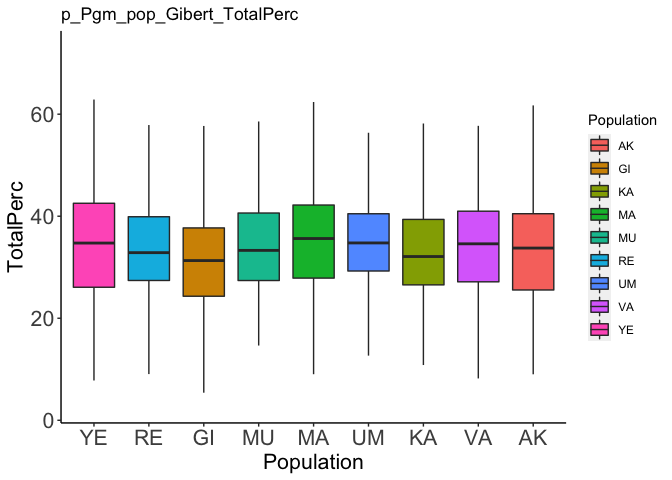 p_Pgm_pop_Gibert_TotalPerc
TotalPerc
60
40
20
0
YE RE GI MU MA UM KA VA AK
Population
Population
AK
GI
KA
MA
MU
RE
UM
VA
YE